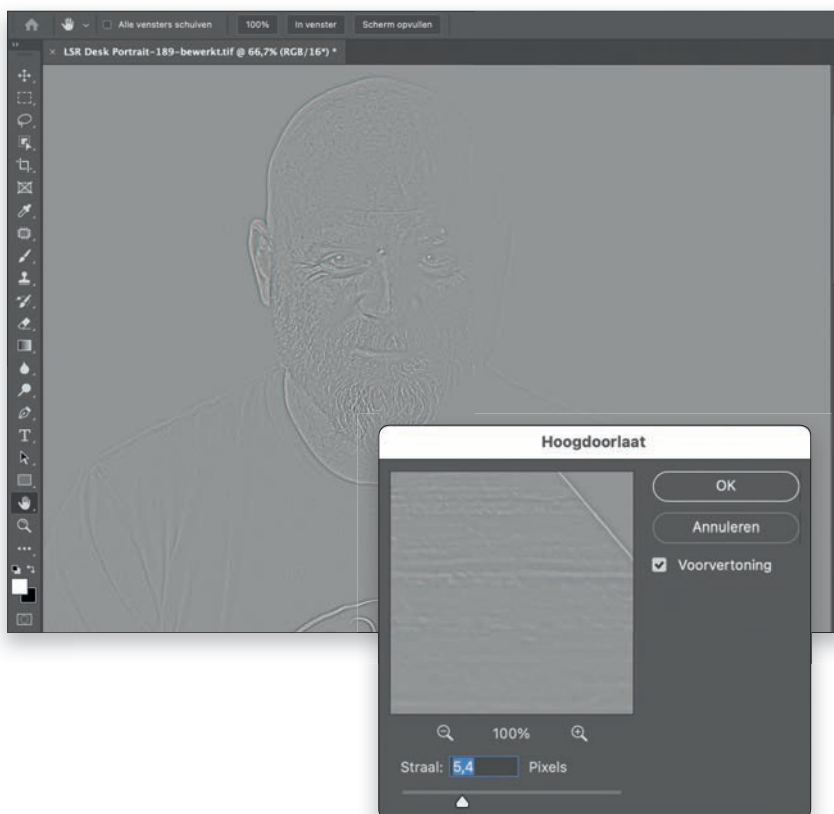 Alle vensters schuiven 100% In venster Scherm opvullen
× LSR Desk Portrait-189-bewerkt.tif @ 66,7% (RGB/16*) *
T
Hoogdoorlaat
OK
Annuleren
Voorvertoning
100%
Straal: 5,4 Pixels